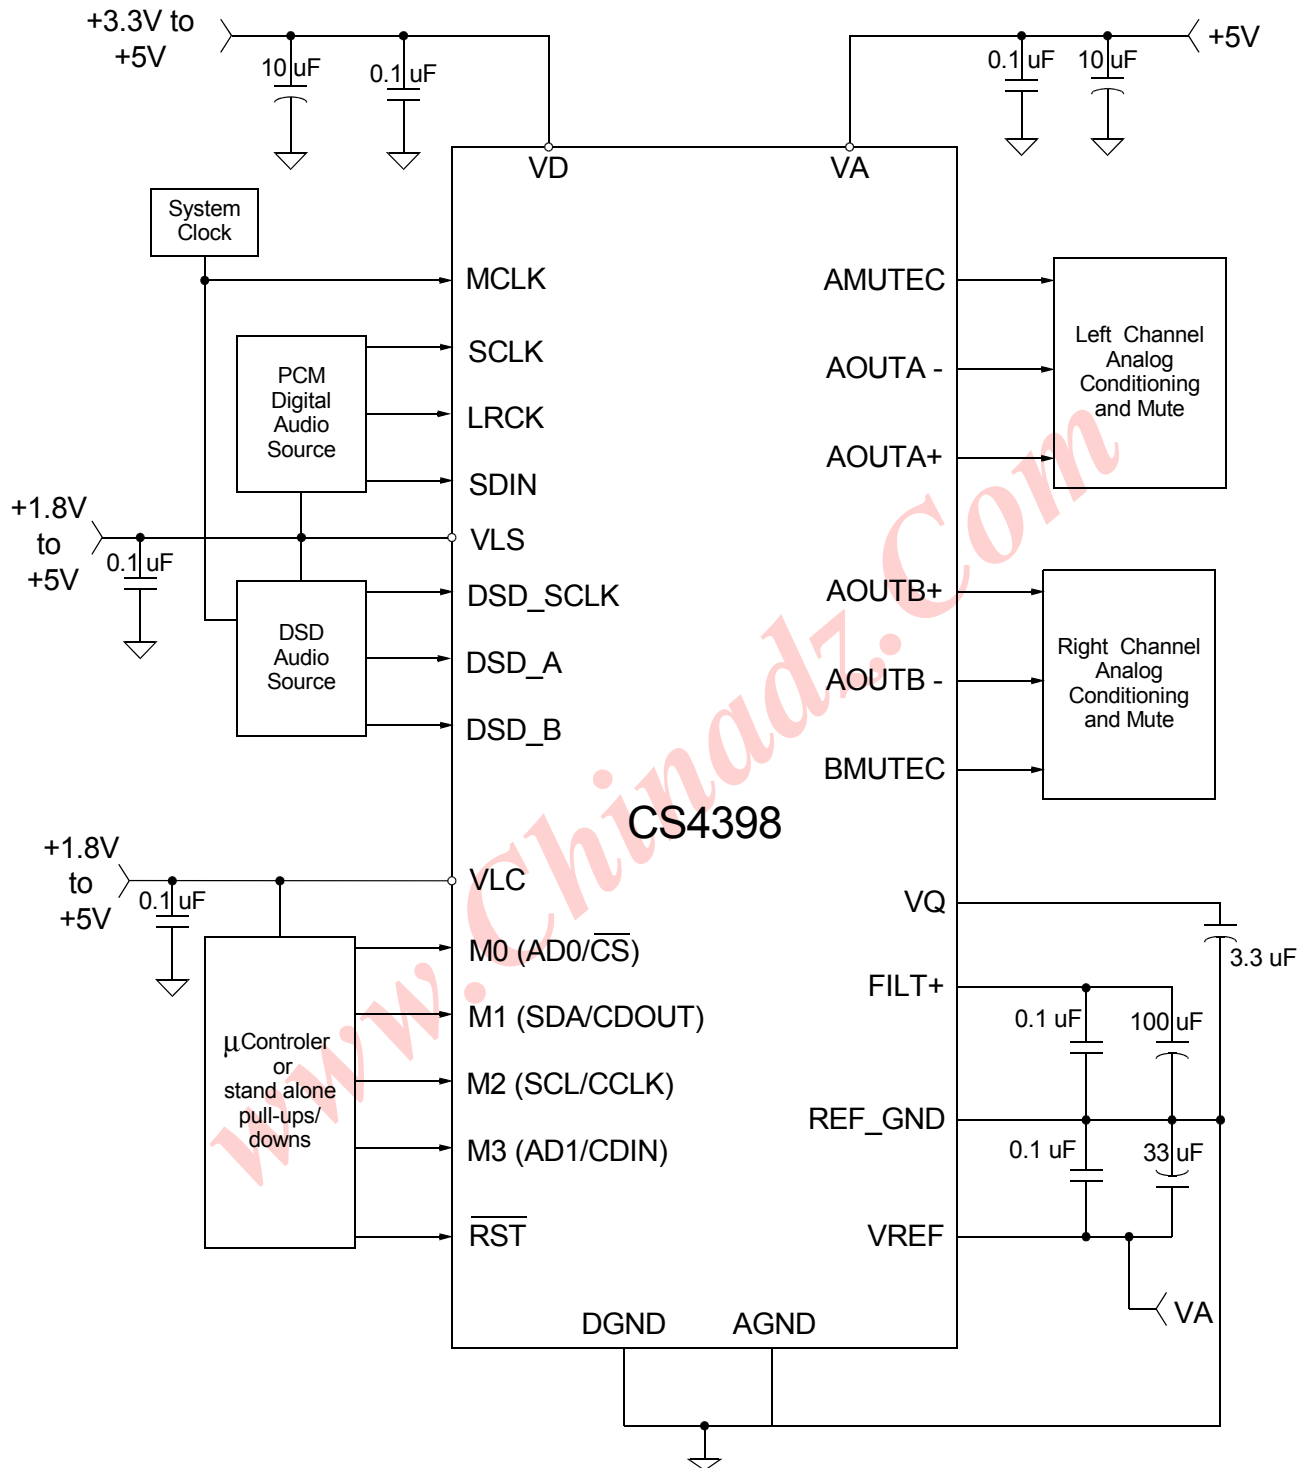 +3.3V to
+5V
10 uF
0.1 uF
0.1 uF
10 uF
+5V
VD
VA
System
Clock
MCLK
AMUTEC
PCM
Digital
Audio
Source
SCLK
LRCK
SDIN
AOUTA -
AOUTA+
Left Channel
Analog
Conditioning
and Mute
+1.8V
to
+5V
0.1 uF
VLS
DSD
Audio
Source
DSD_SCLK
DSD_A
DSD_B
AOUTB+
AOUTB -
BMUTEC
Right Channel
Analog
Conditioning
and Mute
CS4398
www.Chinadz.Com
+1.8V
to
+5V
0.1 uF
VLC
µControler
or
stand alone
pull-ups/
downs
M0 (AD0/C̅S̅)
M1 (SDA/CDOUT)
M2 (SCL/CCLK)
M3 (AD1/CDIN)
R̅S̅T̅
VQ
3.3 uF
FILT+
0.1 uF
100 uF
REF_GND
0.1 uF
33 uF
VREF
VA
DGND
AGND